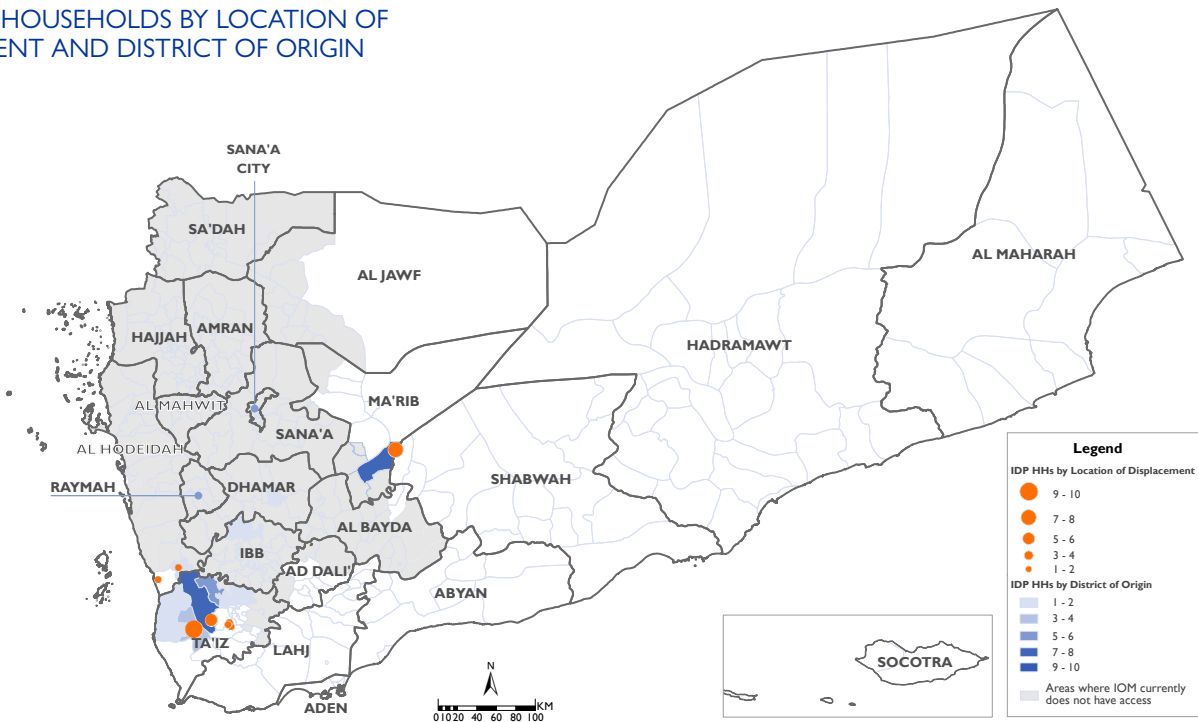 HOUSEHOLDS BY LOCATION OF
ENT AND DISTRICT OF ORIGIN
SANA'A
CITY
SA'DAH
AL JAWF
AL MAHARAH
HAJJAH
AMRAN
HADRAMAWT
MA'RIB
AL MAHWIT
SANA'A
AL HODEIDAH
SHABWAH
RAYMAH
DHAMAR
AL BAYDA
IBB
AD DALI'
ABYAN
TA'IZ
LAHJ
ADEN
SOCOTRA
N
KM
0 10 20 40 60 80 100
Legend
IDP HHs by Location of Displacement
9 - 10
7 - 8
5 - 6
3 - 4
1 - 2
IDP HHs by District of Origin
1 - 2
3 - 4
5 - 6
7 - 8
9 - 10
Areas where IOM currently
does not have access